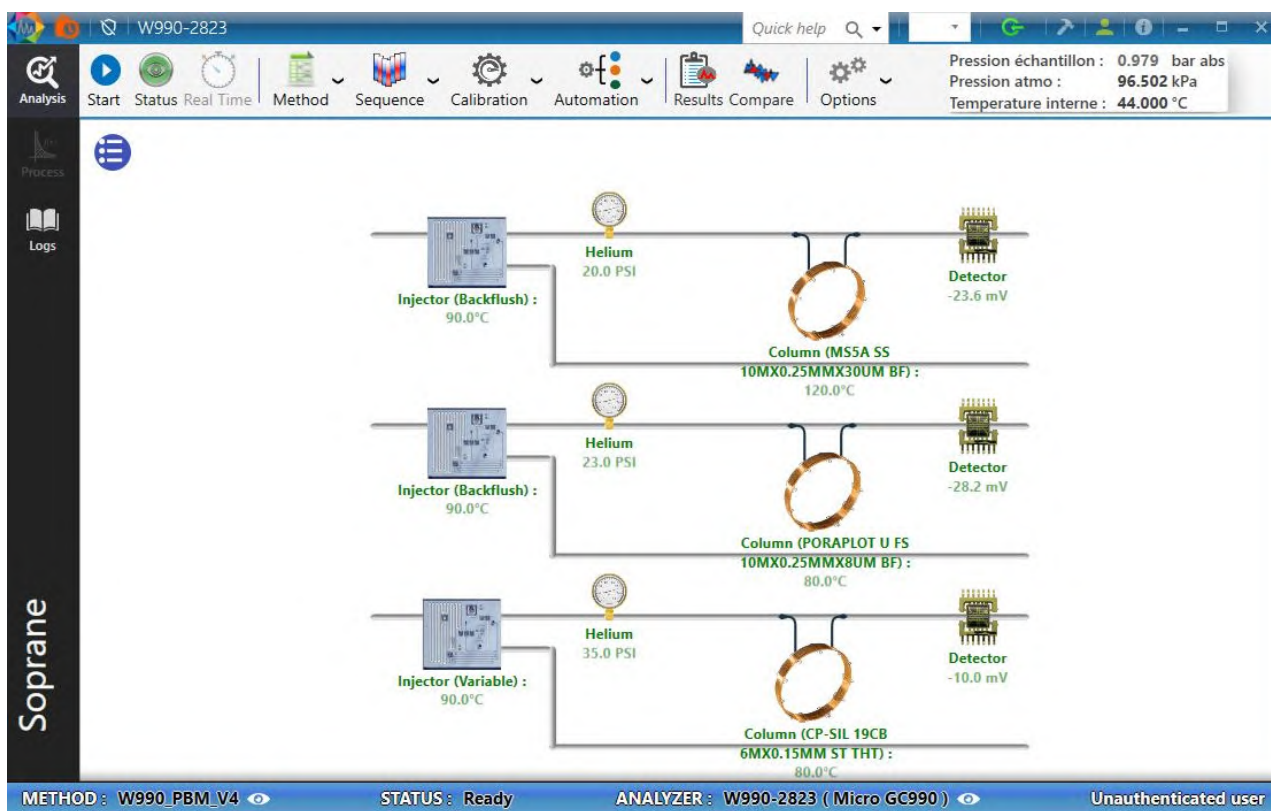 W990-2823
Quick help
Analysis
Start
Status
Real Time
Method
Sequence
Calibration
Automation
Results
Compare
Options
Pression échantillon : 0.979 bar abs
Pression atmo : 96.502 kPa
Temperature interne : 44.000 °C
Process
Logs
Helium
20.0 PSI
Injector (Backflush) :
90.0°C
Detector
-23.6 mV
Column (MS5A SS
10MX0.25MMX30UM BF) :
120.0°C
Helium
23.0 PSI
Injector (Backflush) :
90.0°C
Detector
-28.2 mV
Column (PORAPLOT U FS
10MX0.25MMX8UM BF) :
80.0°C
Helium
35.0 PSI
Injector (Variable) :
90.0°C
Detector
-10.0 mV
Column (CP-SIL 19CB
6MX0.15MM ST THT) :
80.0°C
Soprane
METHOD : W990_PBM_V4
STATUS : Ready
ANALYZER : W990-2823 ( Micro GC990 )
Unauthenticated user